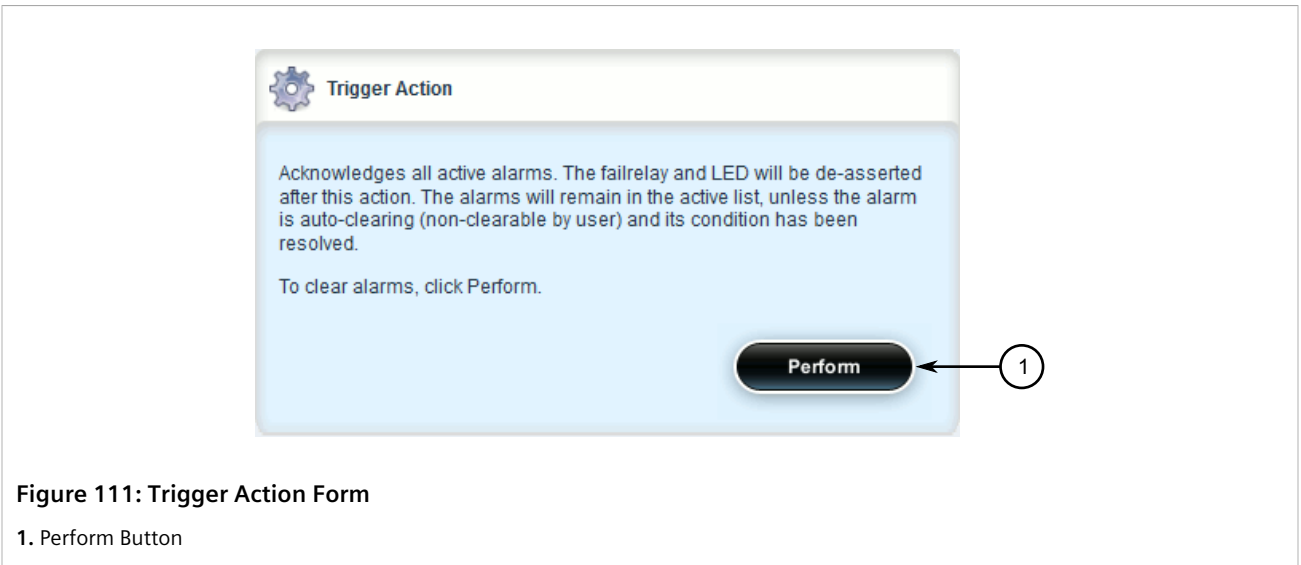 Trigger Action
Acknowledges all active alarms. The failrelay and LED will be de-asserted
after this action. The alarms will remain in the active list, unless the alarm
is auto-clearing (non-clearable by user) and its condition has been
resolved.
To clear alarms, click Perform.
Perform
1
Figure 111: Trigger Action Form
1. Perform Button